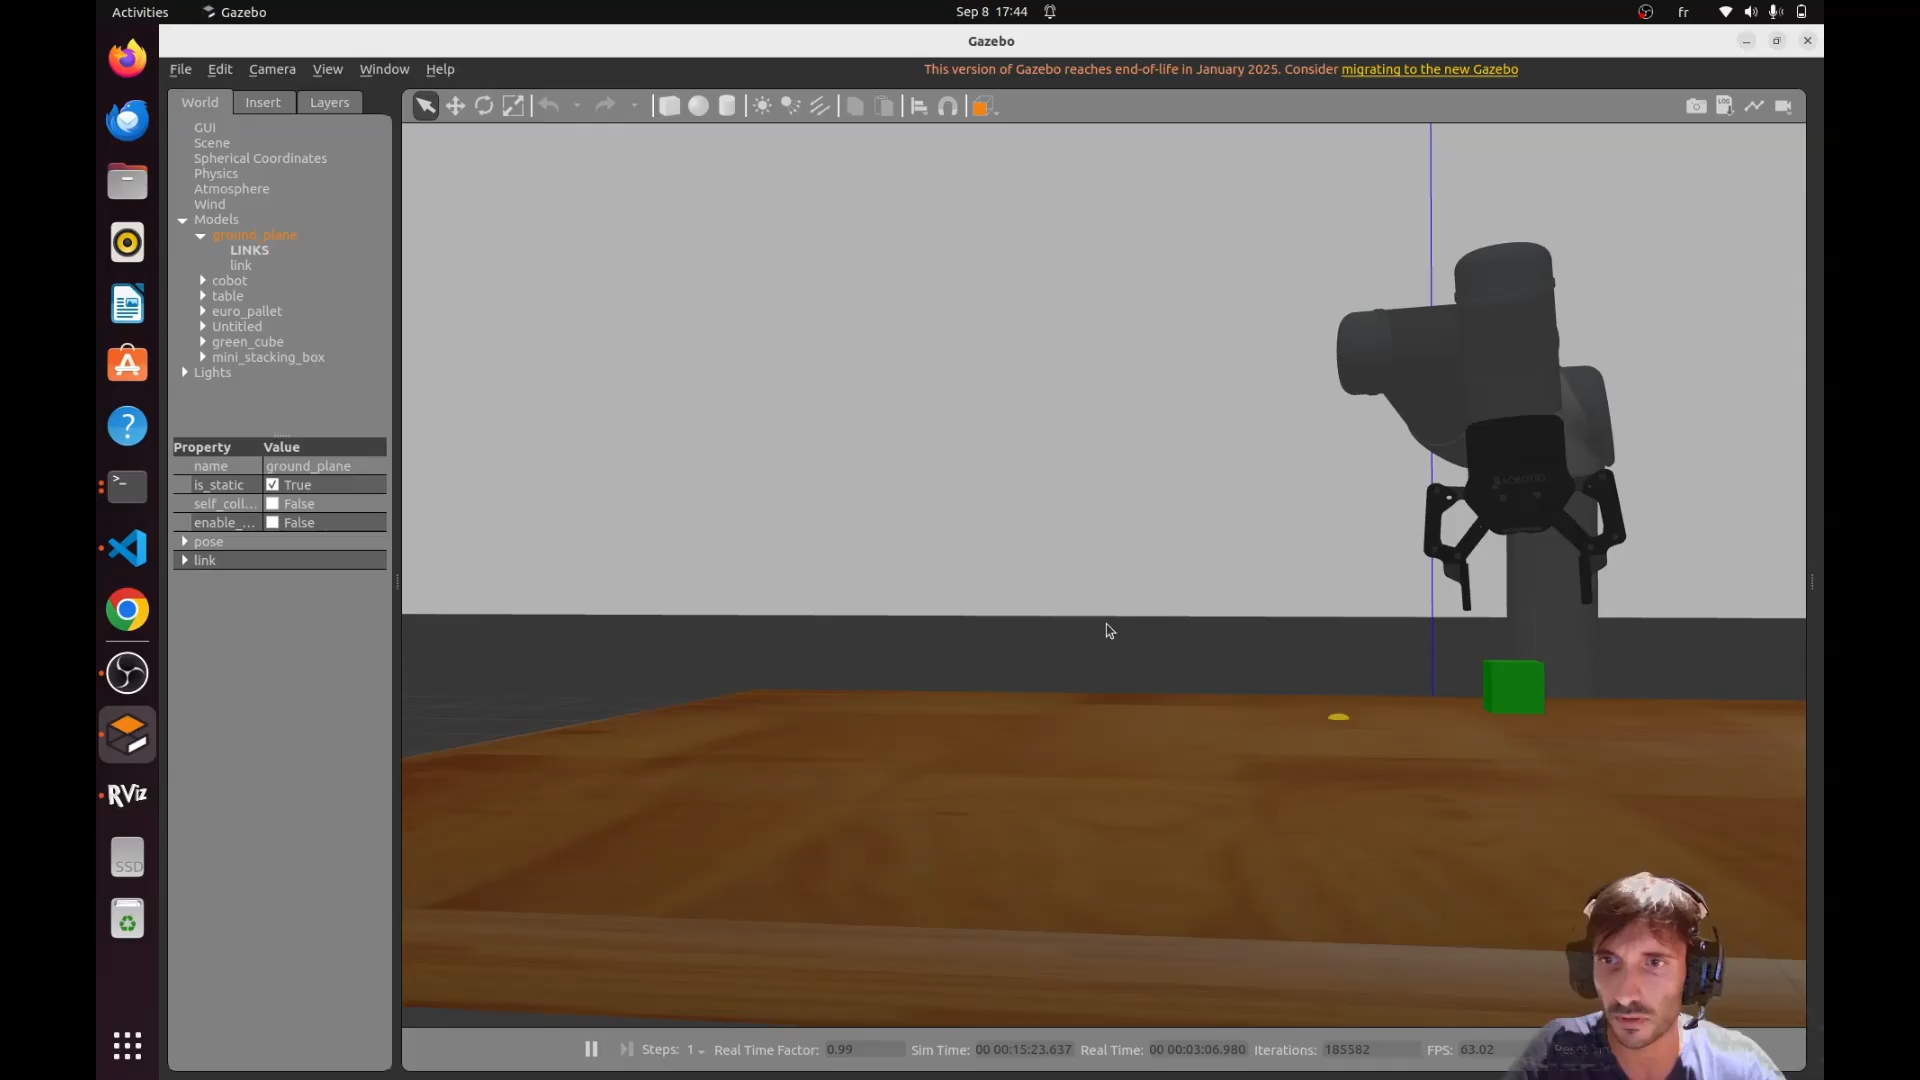 Activities Gazebo Sep 8 17:44 fr
Gazebo
File Edit Camera View Window Help This version of Gazebo reaches end-of-life in January 2025. Consider migrating to the new Gazebo
World Insert Layers
GUI
Scene
Spherical Coordinates
Physics
Atmosphere
Wind
Models
ground_plane
LINKS
link
cobot
table
euro_pallet
Untitled
green_cube
mini_stacking_box
Lights
Property Value
name ground_plane
is_static True
self_coll... False
enable_... False
pose
link
LOG
RViz
SSD
Steps: 1 Real Time Factor: 0.99 Sim Time: 00 00:15:23.637 Real Time: 00 00:03:06.980 Iterations: 185582 FPS: 63.02